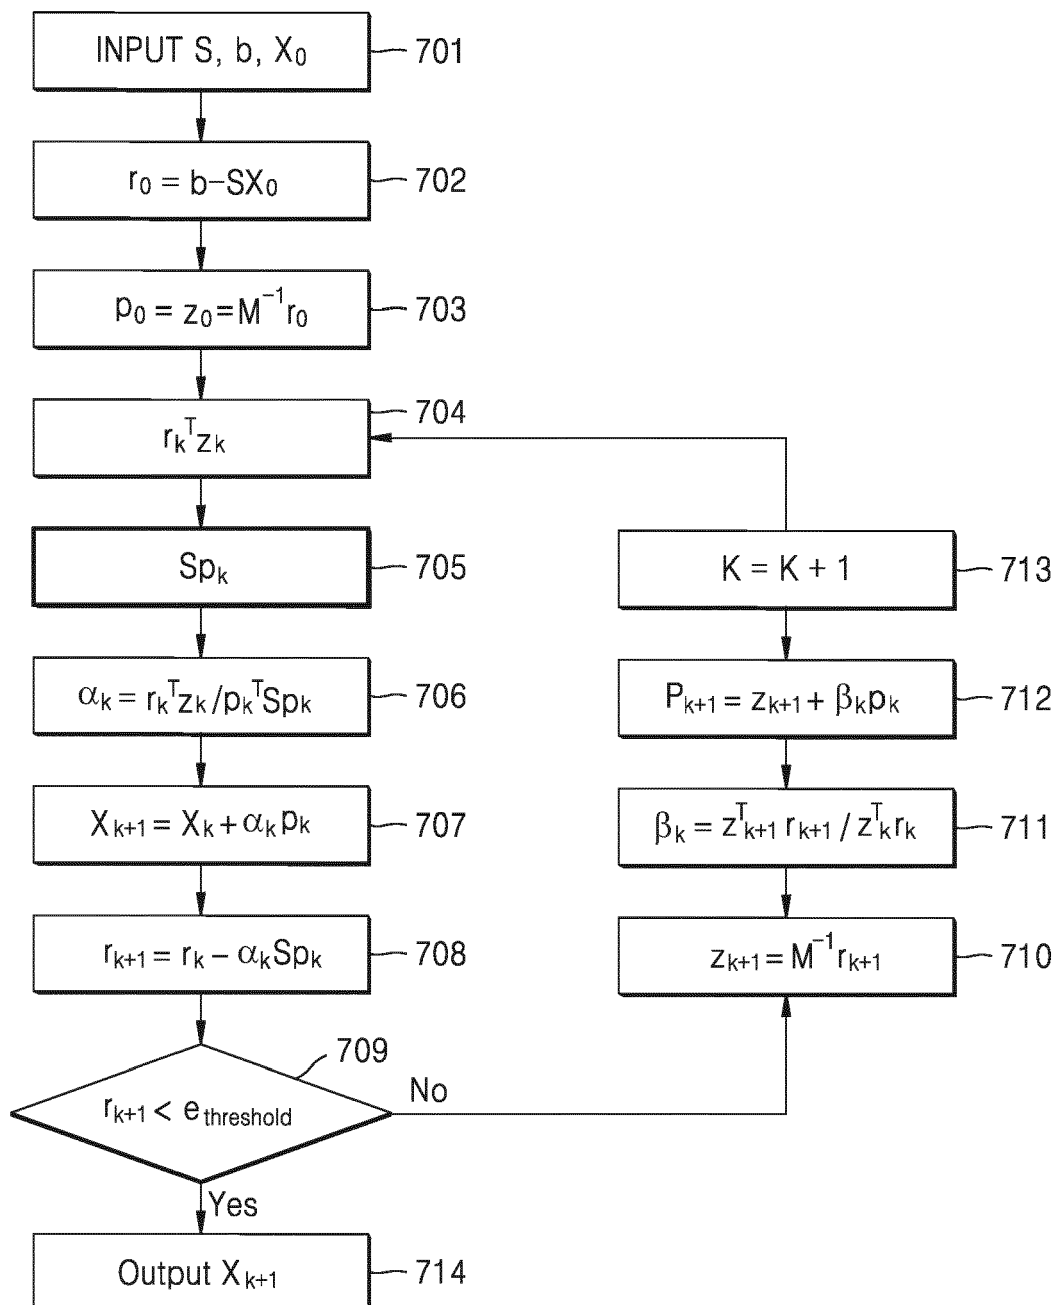 INPUT S, b, X₀ 701
r₀ = b-SX₀ 702
p₀ = z₀ = M⁻¹r₀ 703
rₖᵀzₖ 704
Spₖ 705
αₖ = rₖᵀzₖ/pₖᵀSpₖ 706
Xₖ₊₁ = Xₖ + αₖpₖ 707
rₖ₊₁ = rₖ - αₖSpₖ 708
709
rₖ₊₁ < e_threshold
No
Yes
Output Xₖ₊₁ 714
K = K + 1 713
Pₖ₊₁ = zₖ₊₁ + βₖpₖ 712
βₖ = zᵀₖ₊₁ rₖ₊₁ / zᵀₖrₖ 711
zₖ₊₁ = M⁻¹rₖ₊₁ 710